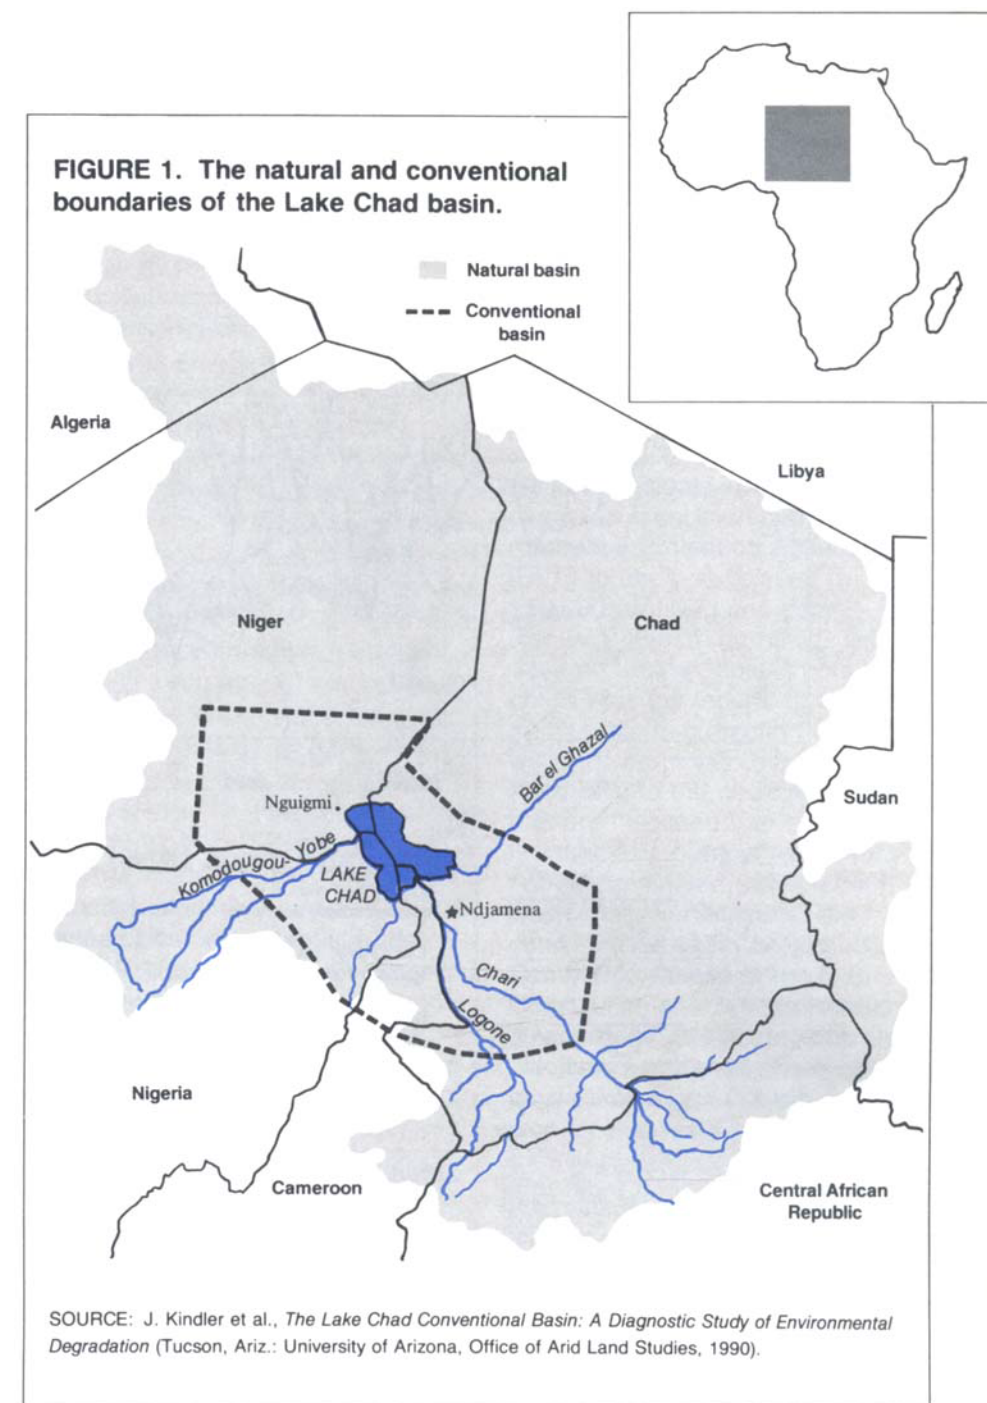 FIGURE 1. The natural and conventional
boundaries of the Lake Chad basin.
Natural basin
Conventional
basin
Algeria
Libya
Niger
Chad
Bar el Ghazal
Nguigmi
Sudan
Komodougou-Yobe
LAKE
CHAD
Ndjamena
Chari
Logone
Nigeria
Cameroon
Central African
Republic
SOURCE: J. Kindler et al., The Lake Chad Conventional Basin: A Diagnostic Study of Environmental
Degradation (Tucson, Ariz.: University of Arizona, Office of Arid Land Studies, 1990).